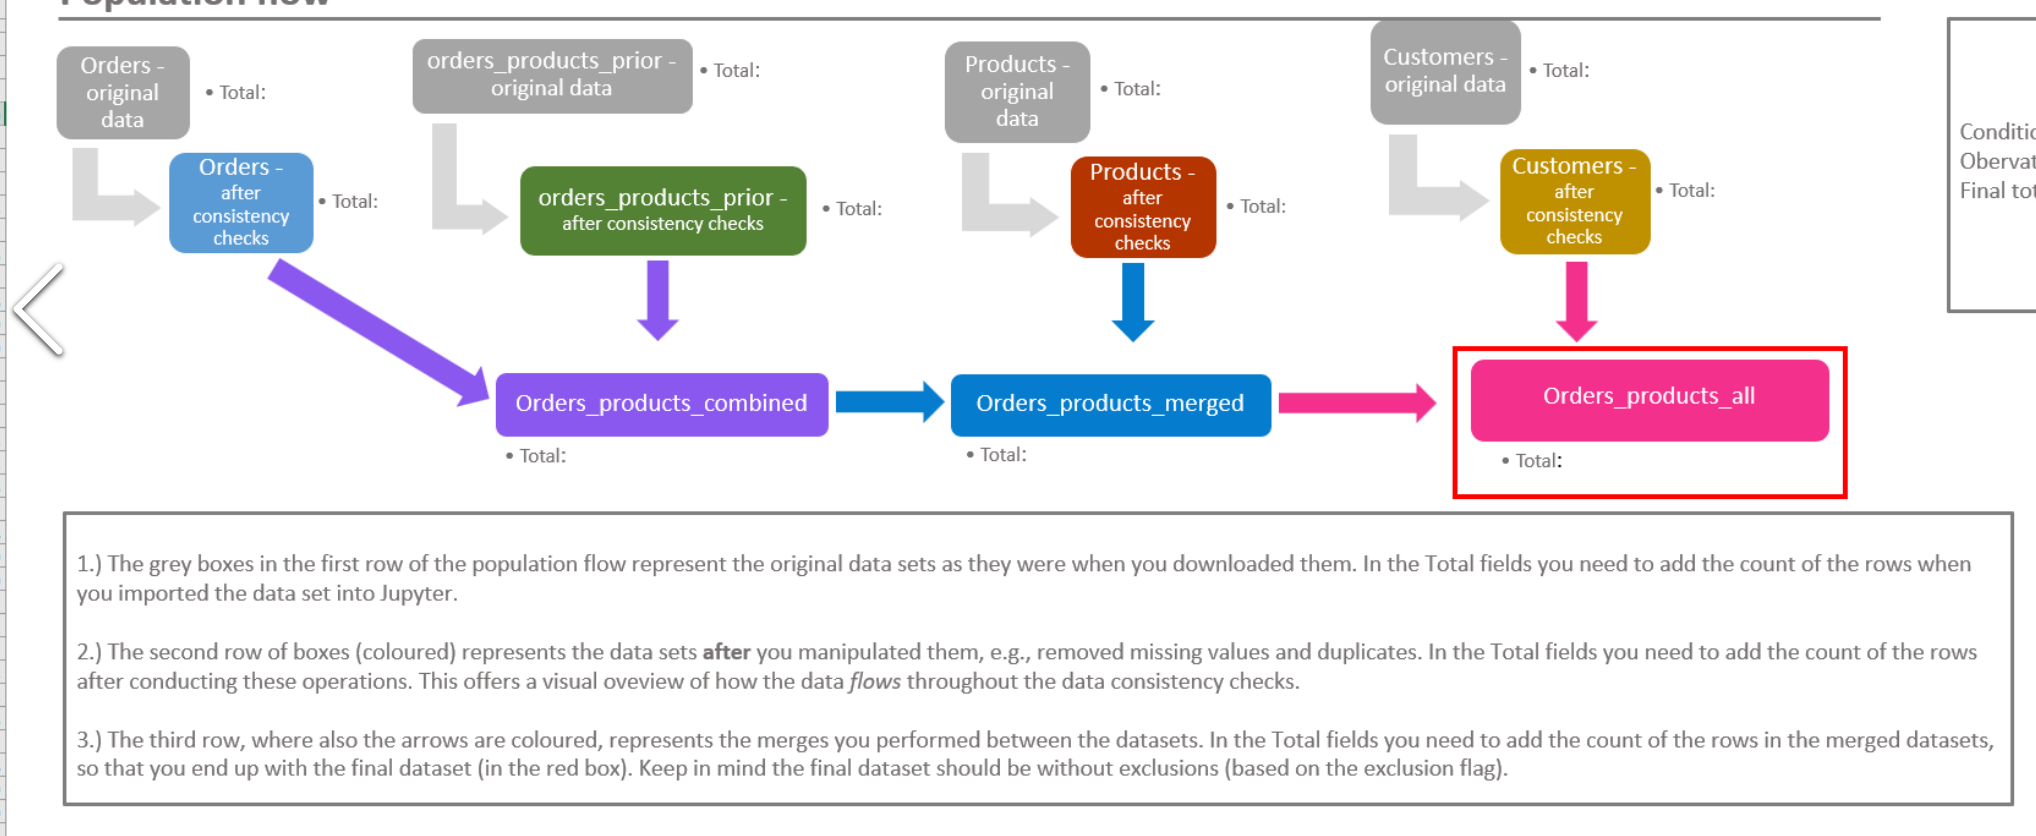 Population flow
Orders -
original
data
• Total:
orders_products_prior -
original data
• Total:
Products -
original
data
• Total:
Customers -
original data
• Total:
Orders -
after
consistency
checks
• Total:
orders_products_prior -
after consistency checks
• Total:
Products -
after
consistency
checks
• Total:
Customers -
after
consistency
checks
• Total:
Orders_products_combined
• Total:
Orders_products_merged
• Total:
Orders_products_all
• Total:
Final
1.) The grey boxes in the first row of the population flow represent the original data sets as they were when you downloaded them. In the Total fields you need to add the count of the rows when
you imported the data set into Jupyter.
2.) The second row of boxes (coloured) represents the data sets after you manipulated them, e.g., removed missing values and duplicates. In the Total fields you need to add the count of the rows
after conducting these operations. This offers a visual oveview of how the data flows throughout the data consistency checks.
3.) The third row, where also the arrows are coloured, represents the merges you performed between the datasets. In the Total fields you need to add the count of the rows in the merged datasets,
so that you end up with the final dataset (in the red box). Keep in mind the final dataset should be without exclusions (based on the exclusion flag).